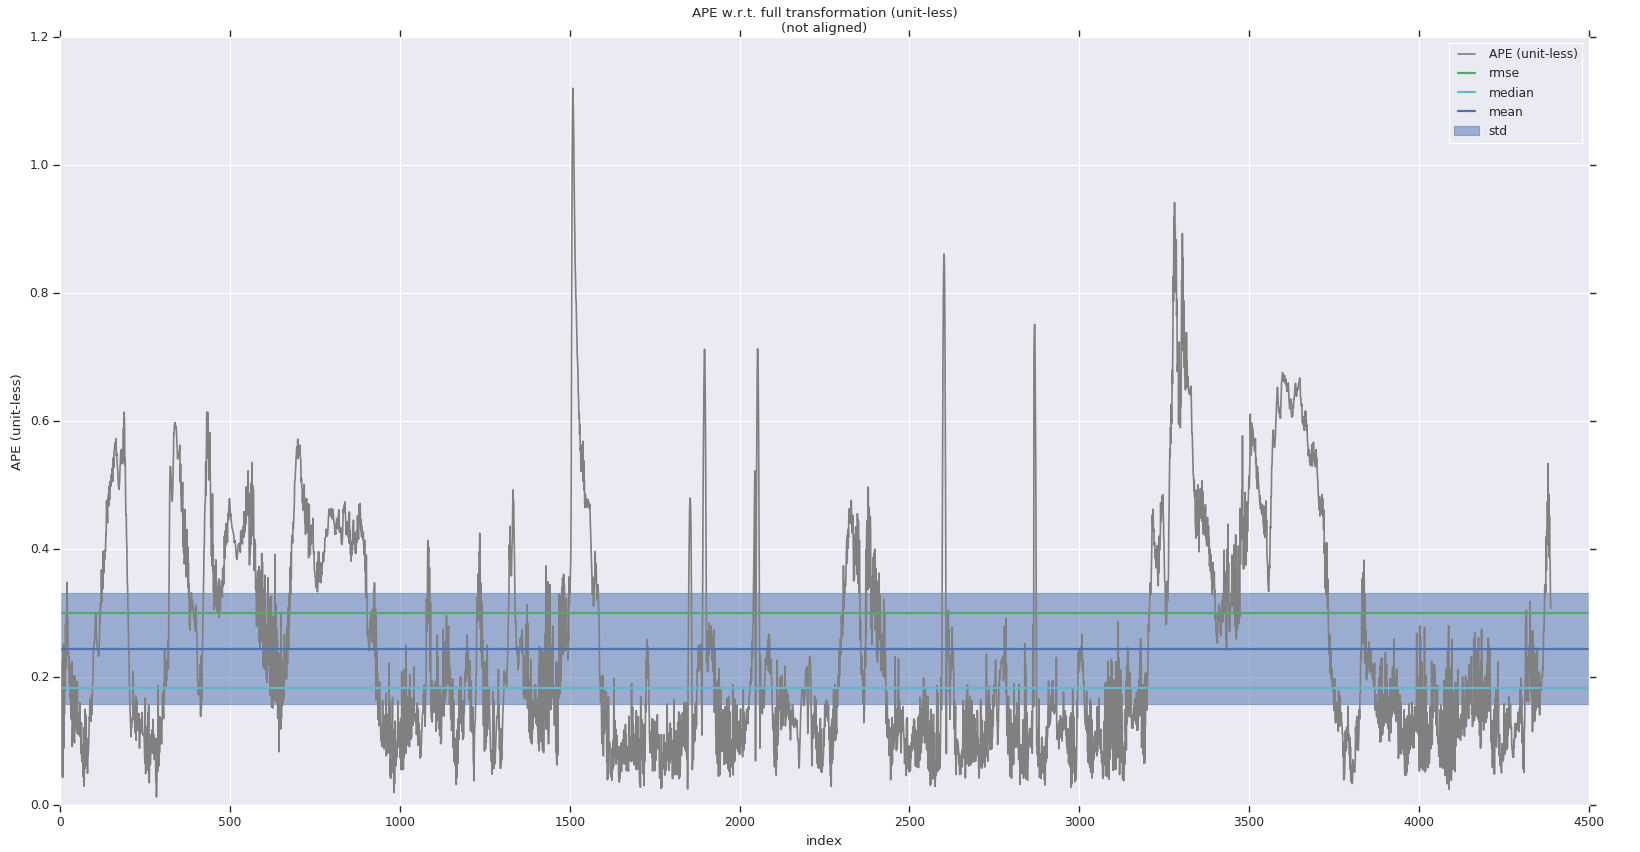 APE w.r.t. full transformation (unit-less)
(not aligned)
APE (unit-less)
rmse
median
mean
std
1.2
1.0
0.8
0.6
0.4
0.2
0.0
APE (unit-less)
0 500 1000 1500 2000 2500 3000 3500 4000 4500
index